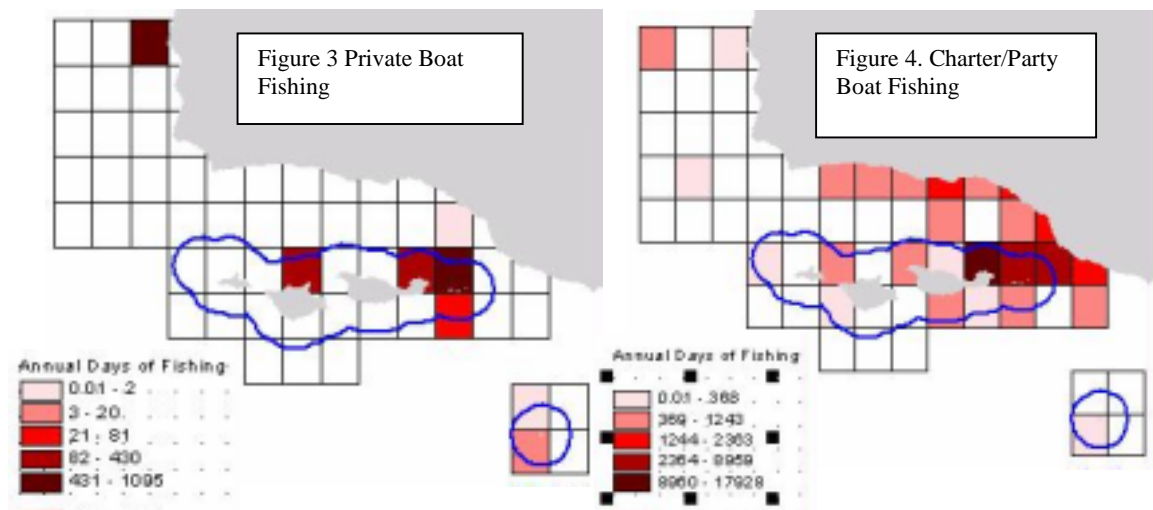 Figure 3 Private Boat
Fishing
Annual Days of Fishing
0.01 - 2
3 - 20
21 - 81
82 - 430
431 - 1095
Figure 4. Charter/Party
Boat Fishing
Annual Days of Fishing
0.01 - 368
369 - 1243
1244 - 2363
2364 - 8959
8960 - 17928